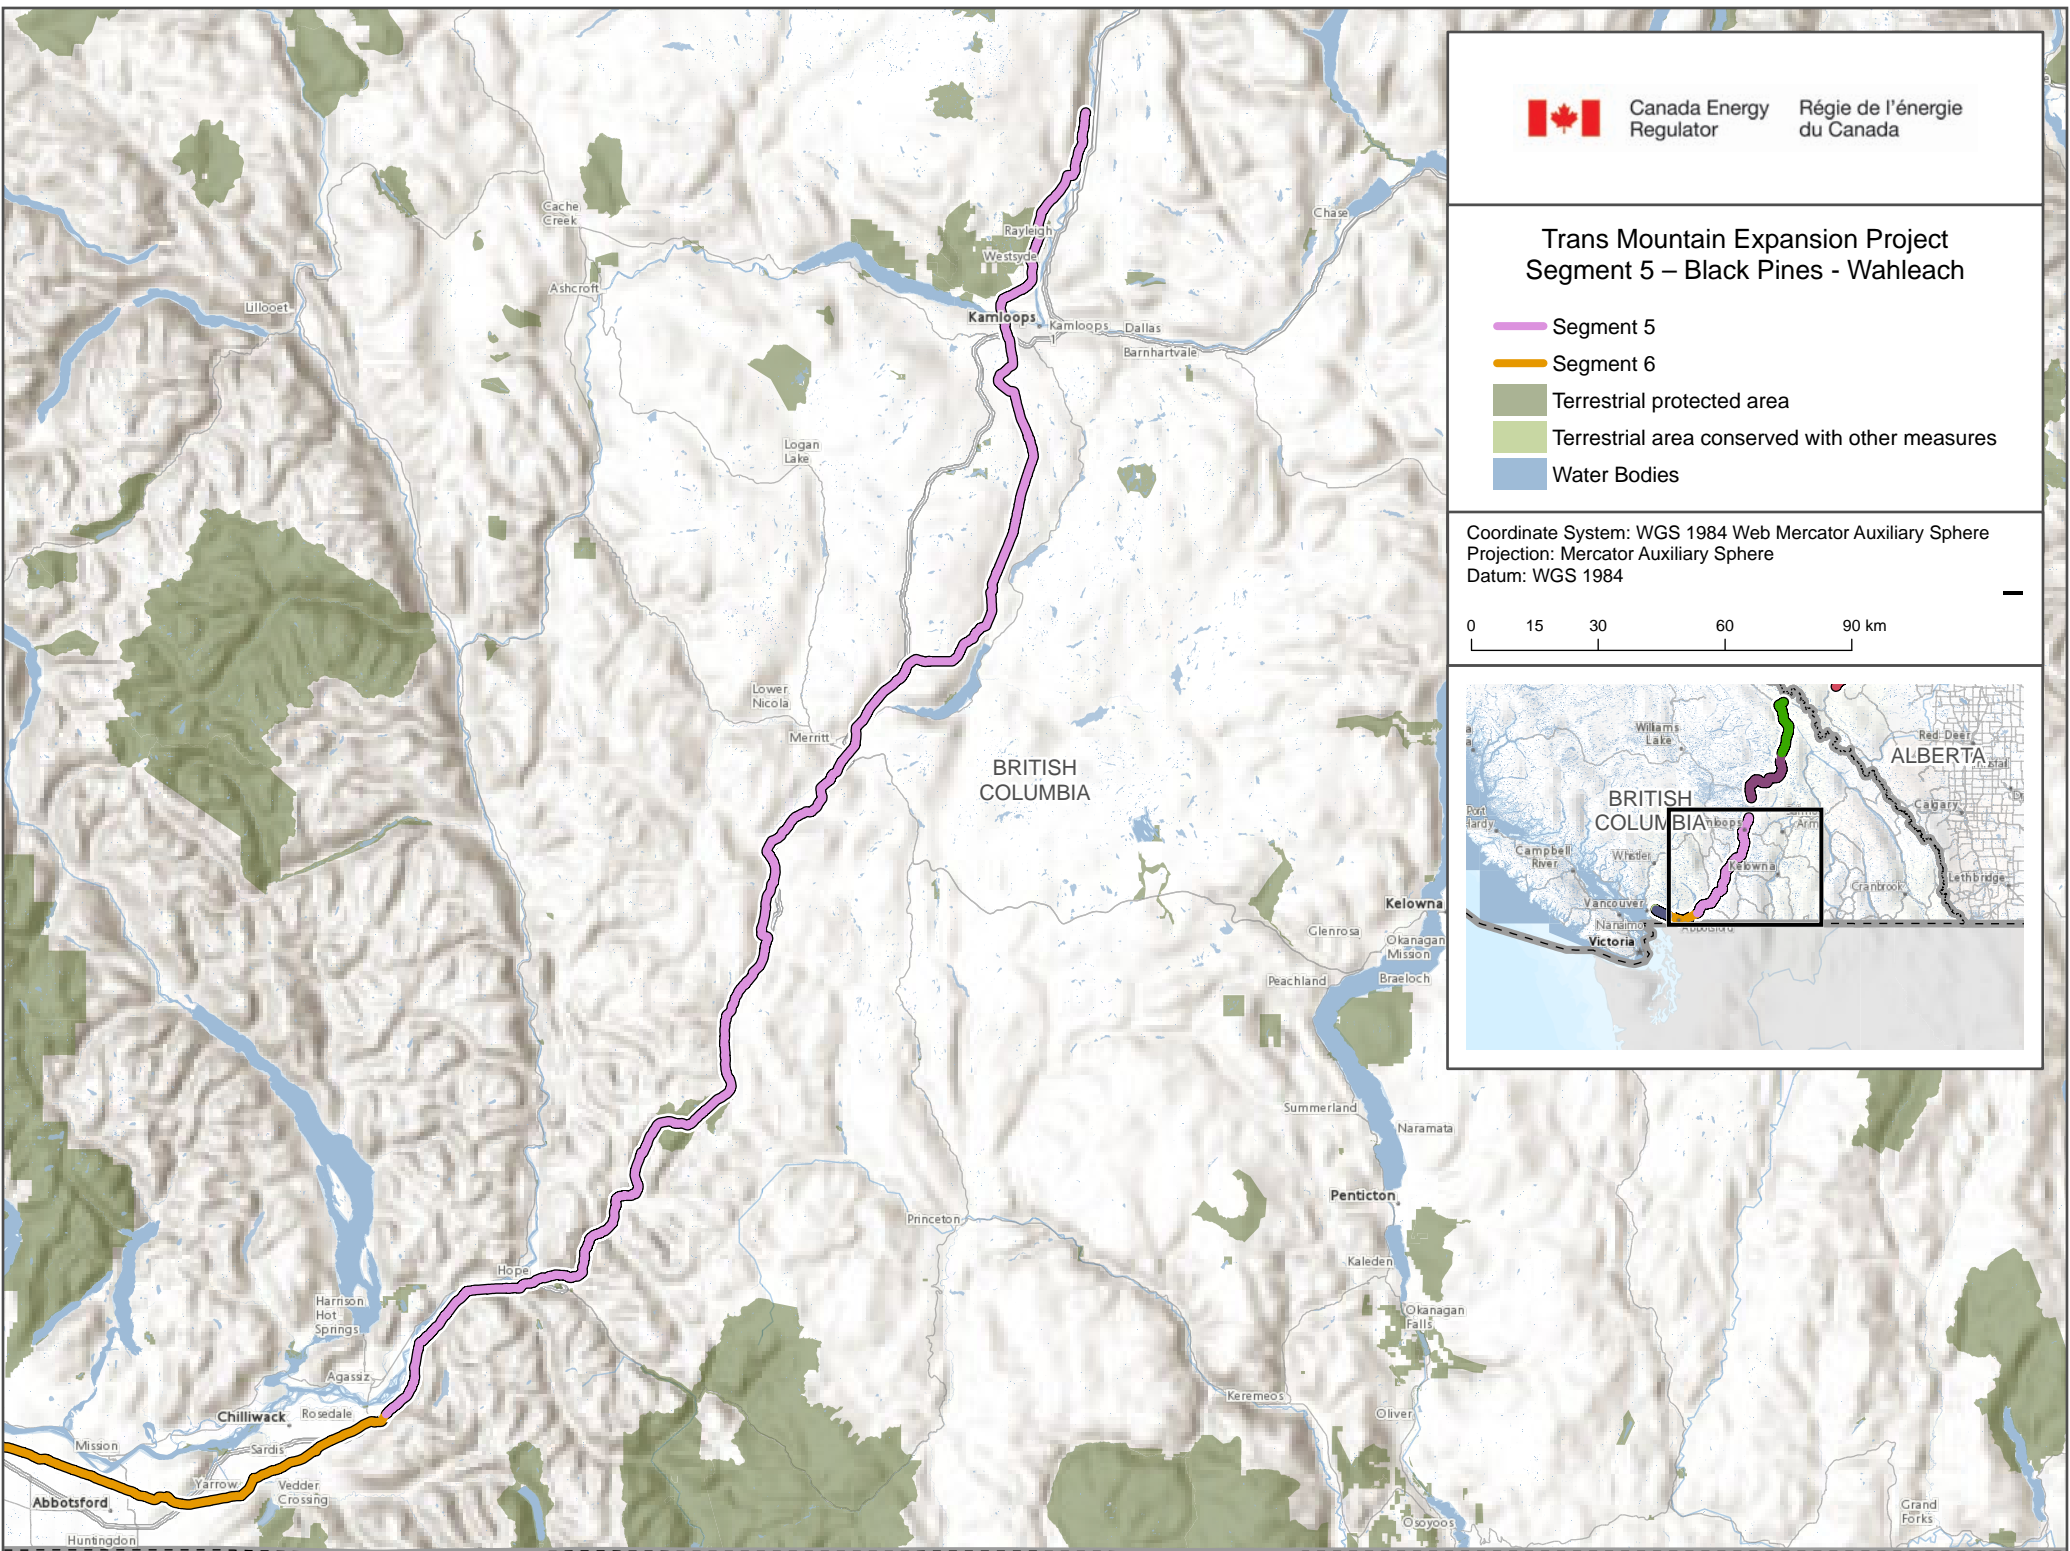 Canada Energy
Regulator
Régie de l'énergie
du Canada
Trans Mountain Expansion Project
Segment 5 – Black Pines - Wahleach
Segment 5
Segment 6
Terrestrial protected area
Terrestrial area conserved with other measures
Water Bodies
Coordinate System: WGS 1984 Web Mercator Auxiliary Sphere
Projection: Mercator Auxiliary Sphere
Datum: WGS 1984
0 15 30 60 90 km
Williams
Lake
Red Deer
ALBERTA
BRITISH
COLUMBIA
Calgary
Port
Hardy
Campbell
River
Whistler
Kelowna
Arm
Cranbrook
Lethbridge
Vancouver
Nanaimo
Abbotsford
Victoria
Cache
Creek
Chase
Rayleigh
Westsyde
Ashcroft
Lillooet
Kamloops
Kamloops
Dallas
1
Barnhartvale
Logan
Lake
Lower
Nicola
Merritt
BRITISH
COLUMBIA
Kelowna
Glenrosa
Okanagan
Mission
Peachland
Braeloch
Summerland
Naramata
Penticton
Princeton
Kaleden
Hope
Harrison
Hot
Springs
Okanagan
Falls
Agassiz
Keremeos
Chilliwack
Rosedale
Oliver
Mission
Sardis
Yarrow
Vedder
Crossing
Abbotsford
Grand
Forks
Osoyoos
Huntingdon